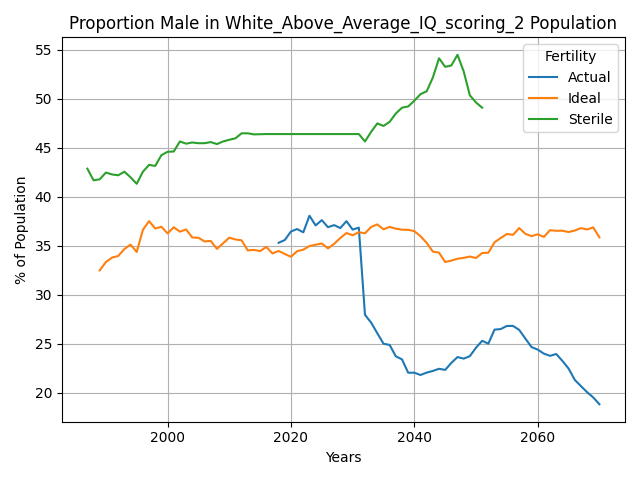 Proportion Male in White_Above_Average_IQ_scoring_2 Population
Fertility
Actual
Ideal
Sterile
% of Population
55
50
45
40
35
30
25
20
2000
2020
2040
2060
Years